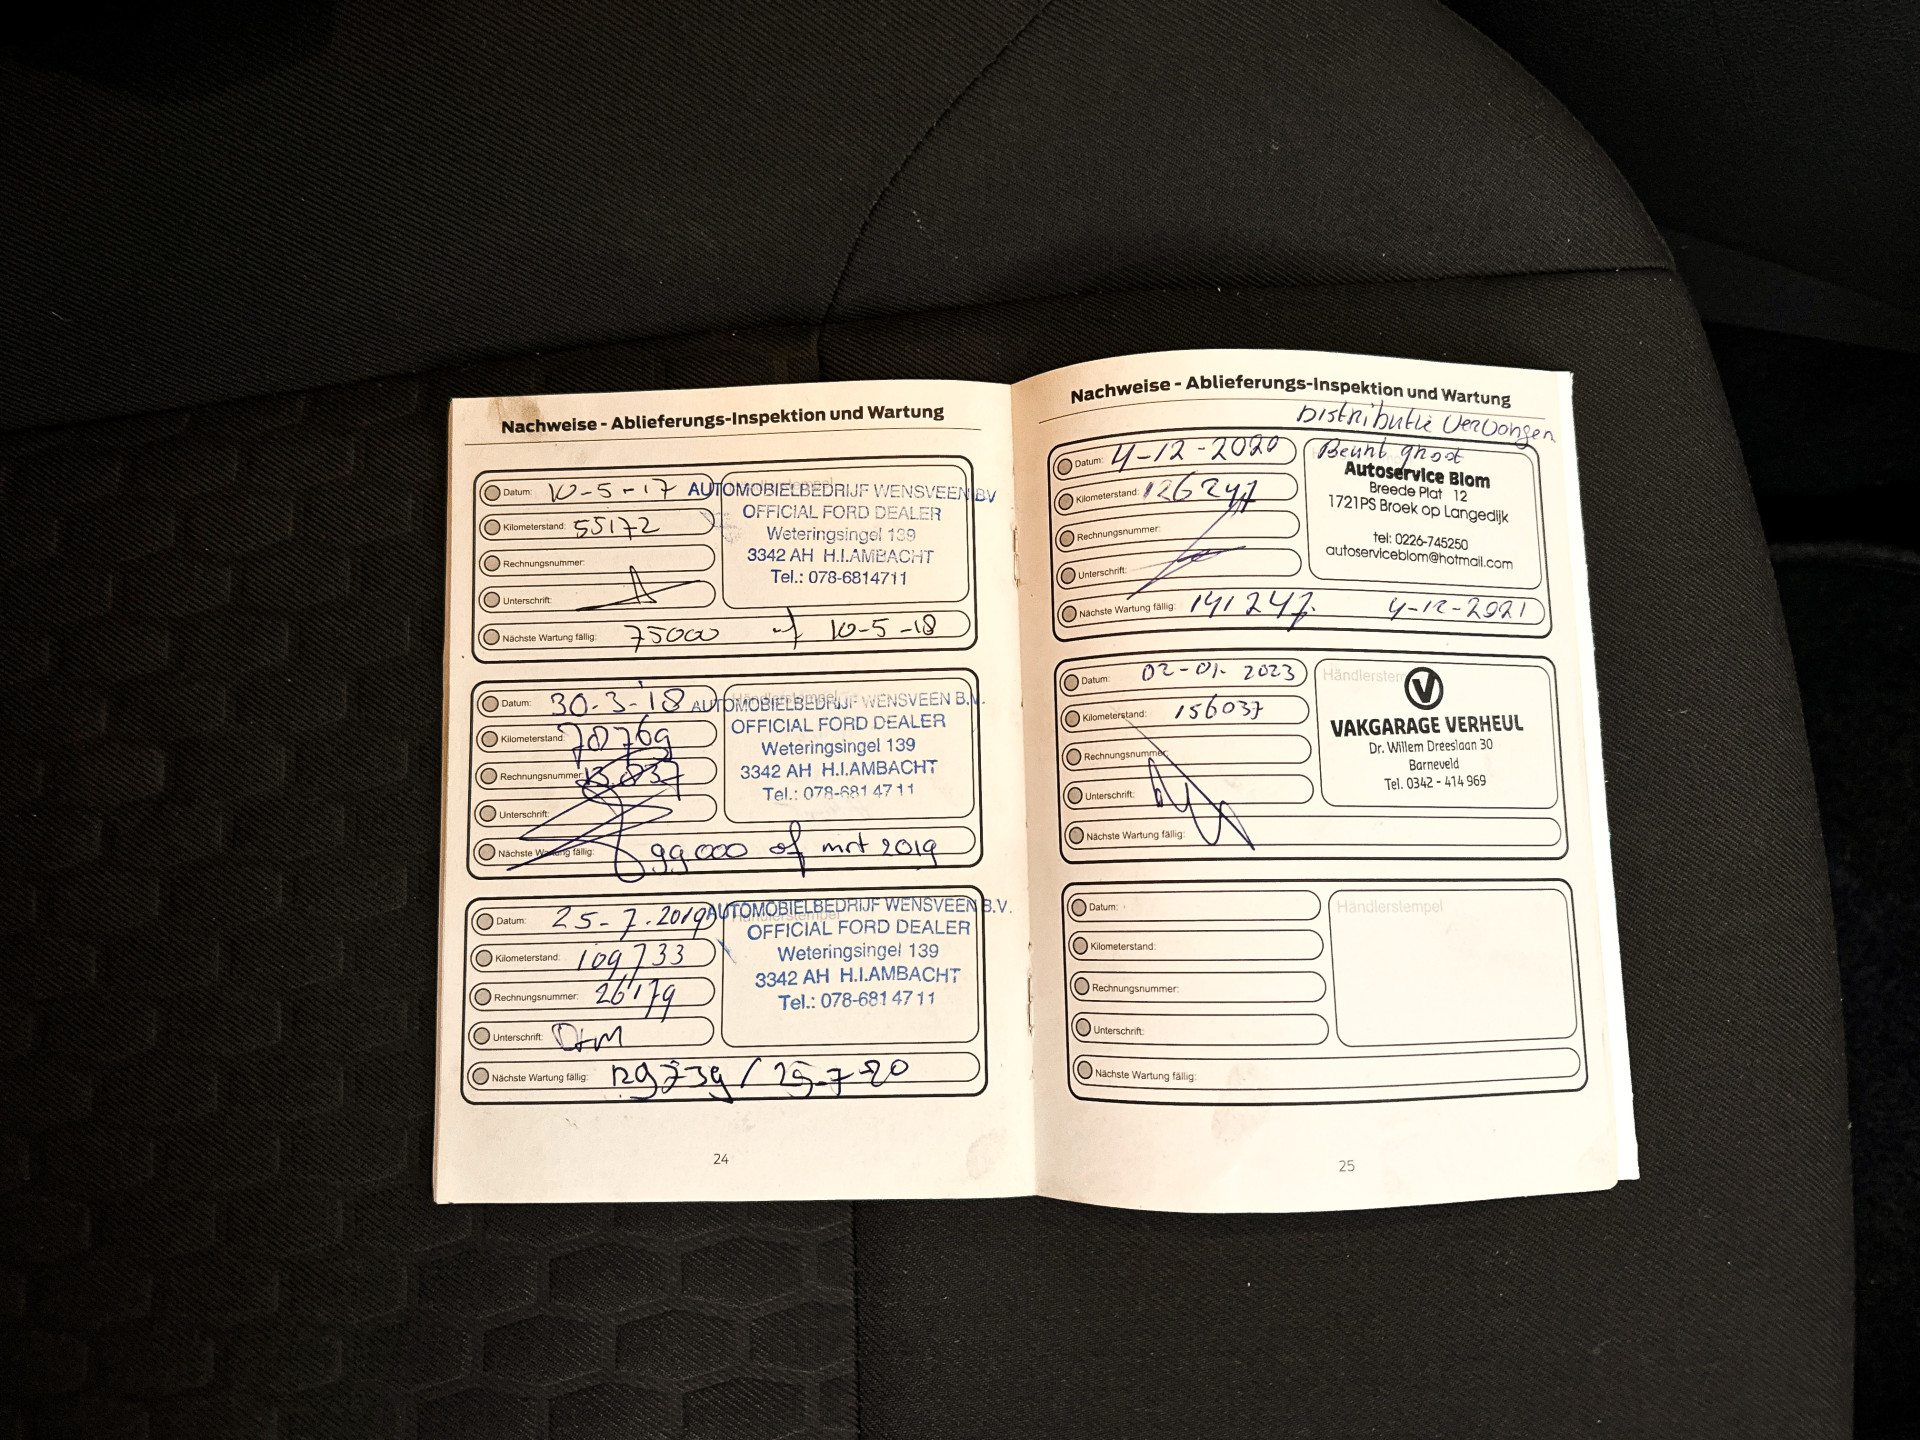 Nachweise - Ablieferungs-Inspektion und Wartung
Datum: 10-5-17
Kilometerstand: 55172
Rechnungsnummer:
Unterschrift:
Nächste Wartung fällig: 75000 of 10-5-18
Händlerstempel
AUTOMOBIELBEDRIJF WENSVEEN BV
OFFICIAL FORD DEALER
Weteringsingel 139
3342 AH H.I.AMBACHT
Tel.: 078-6814711
Datum: 30-3-'18
Kilometerstand: 78769
Rechnungsnummer:
Unterschrift:
Nächste Wartung fällig: 99.000 of mrt 2019
Händlerstempel
AUTOMOBIELBEDRIJF WENSVEEN B.V.
OFFICIAL FORD DEALER
Weteringsingel 139
3342 AH H.I.AMBACHT
Tel.: 078-681 47 11
Datum: 25-7-2019
Kilometerstand: 109733
Rechnungsnummer: 26179
Unterschrift:
Nächste Wartung fällig: 129739 / 25-7-20
Händlerstempel
AUTOMOBIELBEDRIJF WENSVEEN B.V.
OFFICIAL FORD DEALER
Weteringsingel 139
3342 AH H.I.AMBACHT
Tel.: 078-681 47 11
24
Nachweise - Ablieferungs-Inspektion und Wartung
Distributie vervangen
Beurt groot
Datum: 4-12-2020
Kilometerstand: 126247
Rechnungsnummer:
Unterschrift:
Nächste Wartung fällig: 141247. 4-12-2021
Autoservice Blom
Breede Plat 12
1721PS Broek op Langedijk
tel: 0226-745250
autoserviceblom@hotmail.com
Datum: 02-01-2023
Kilometerstand: 156037
Rechnungsnummer:
Unterschrift:
Nächste Wartung fällig:
Händlerstem
VAKGARAGE VERHEUL
Dr. Willem Dreeslaan 30
Barneveld
Tel. 0342 - 414 969
Datum:
Kilometerstand:
Rechnungsnummer:
Unterschrift:
Nächste Wartung fällig:
Händlerstempel
25